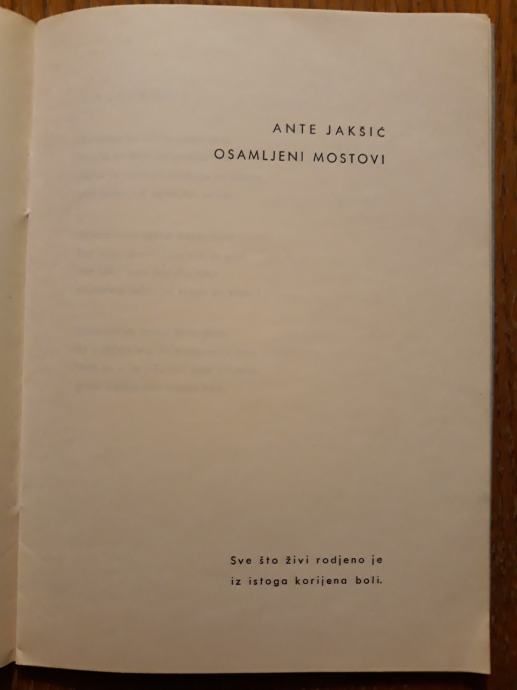 ANTE JAKŠIĆ
OSAMLJENI MOSTOVI
Sve što živi rodjeno je
iz istoga korijena boli.